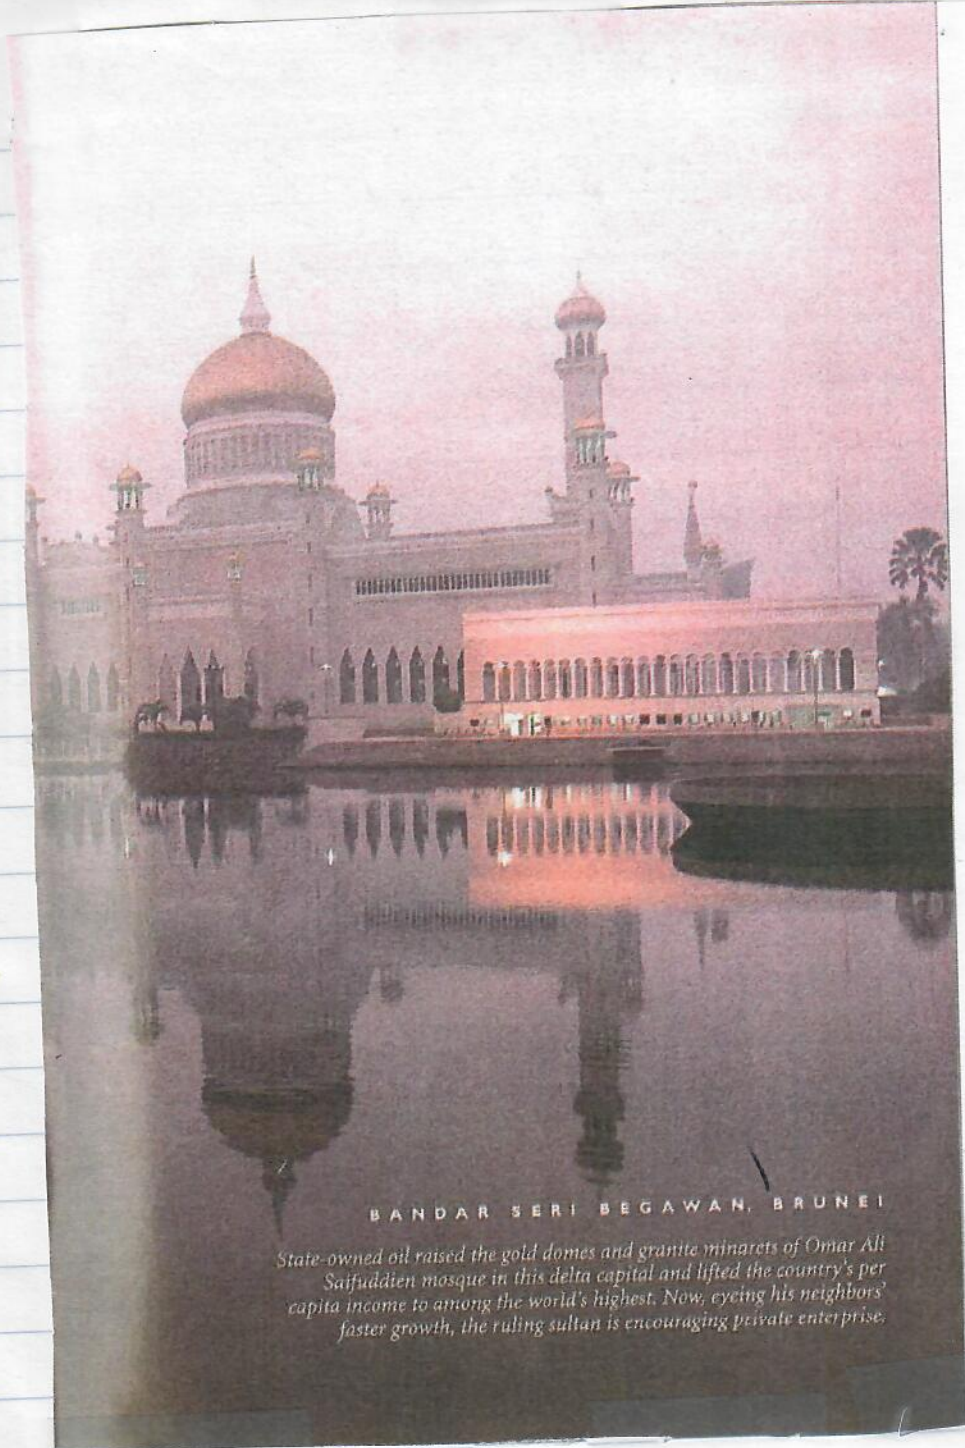 BANDAR SERI BEGAWAN, BRUNEI
State-owned oil raised the gold domes and granite minarets of Omar Ali
Saifuddien mosque in this delta capital and lifted the country's per
capita income to among the world's highest. Now, eyeing his neighbors'
faster growth, the ruling sultan is encouraging private enterprise.